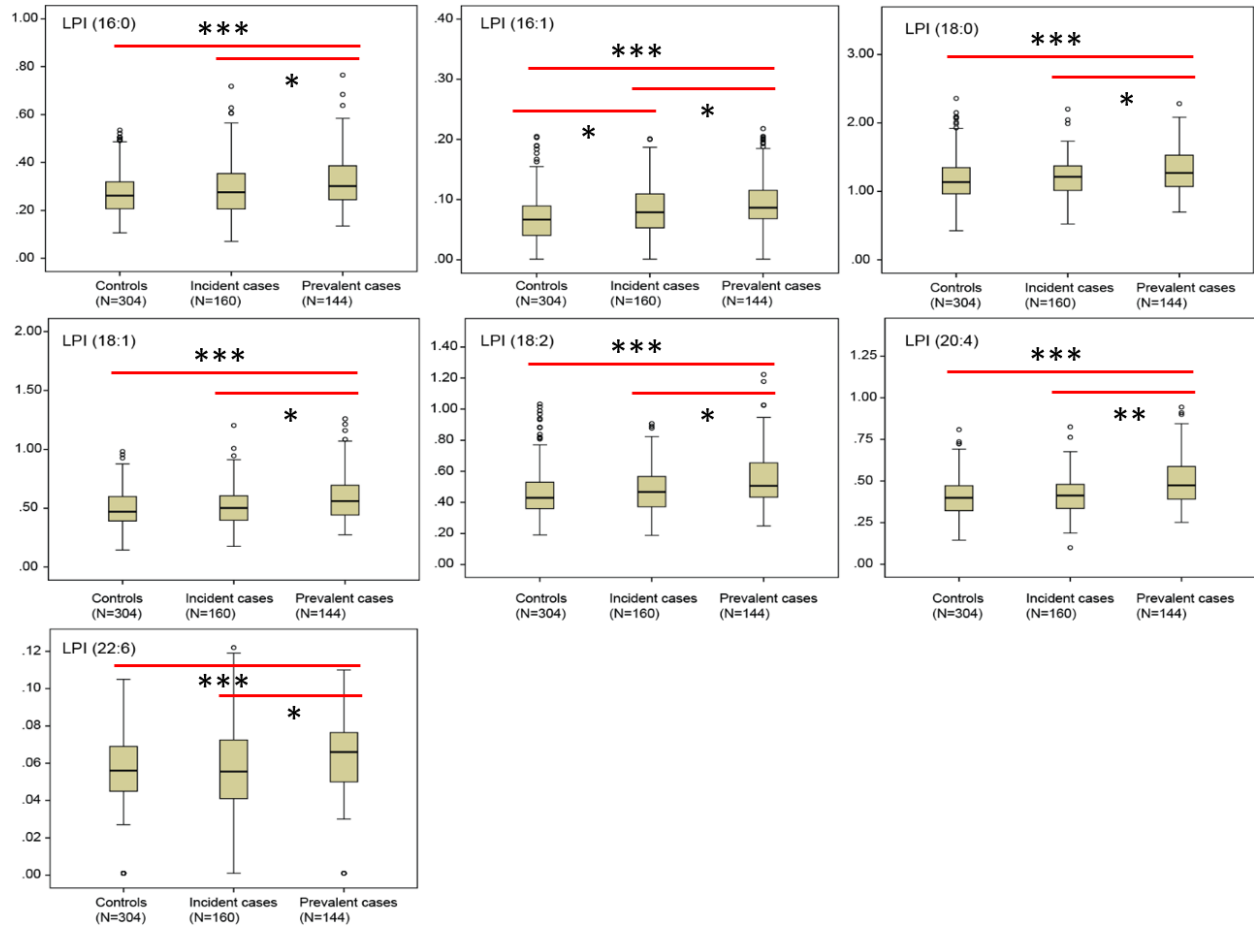 LPI (16:0)
1.00
.80
.60
.40
.20
.00
***
*
Controls
(N=304)
Incident cases
(N=160)
Prevalent cases
(N=144)
LPI (16:1)
.40
.30
.20
.10
.00
***
*
*
Controls
(N=304)
Incident cases
(N=160)
Prevalent cases
(N=144)
LPI (18:0)
3.00
2.00
1.00
.00
***
*
Controls
(N=304)
Incident cases
(N=160)
Prevalent cases
(N=144)
LPI (18:1)
2.00
1.50
1.00
.50
.00
***
*
Controls
(N=304)
Incident cases
(N=160)
Prevalent cases
(N=144)
LPI (18:2)
1.40
1.20
1.00
.80
.60
.40
.20
.00
***
*
Controls
(N=304)
Incident cases
(N=160)
Prevalent cases
(N=144)
LPI (20:4)
1.25
1.00
.75
.50
.25
.00
***
**
Controls
(N=304)
Incident cases
(N=160)
Prevalent cases
(N=144)
LPI (22:6)
.12
.10
.08
.06
.04
.02
.00
***
*
Controls
(N=304)
Incident cases
(N=160)
Prevalent cases
(N=144)